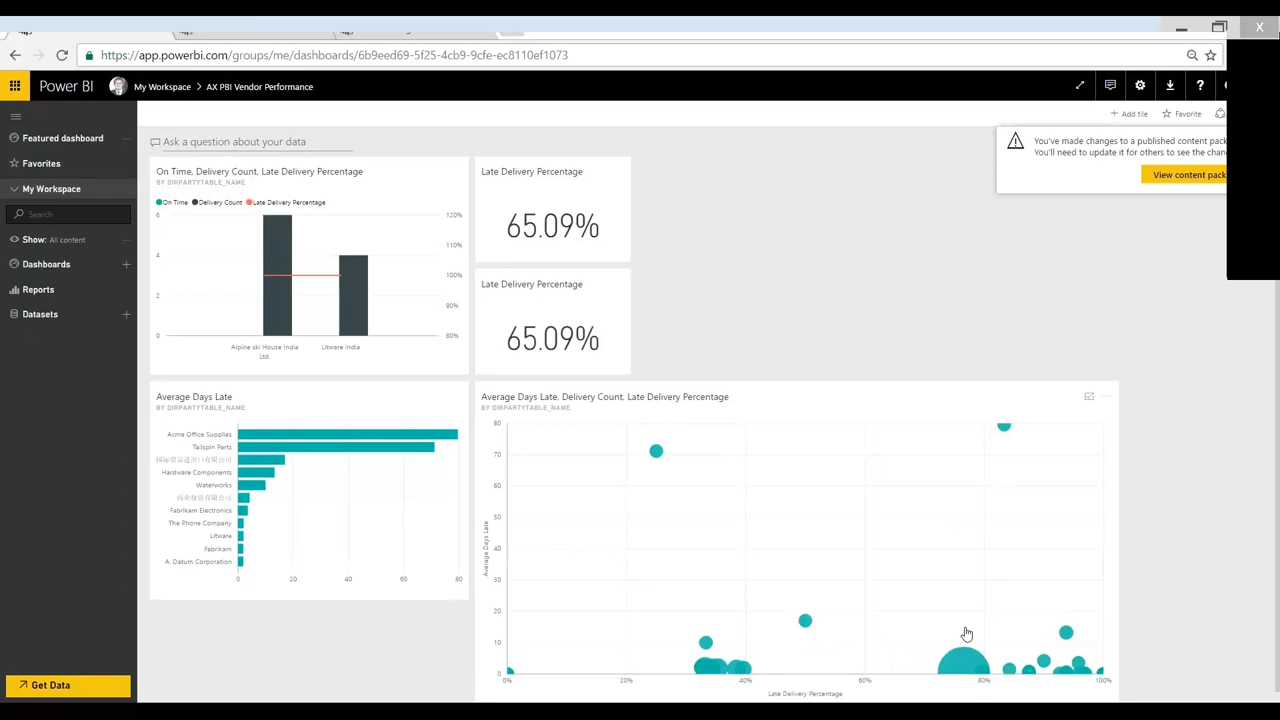 https://app.powerbi.com/groups/me/dashboards/6b9eed69-5f25-4cb9-9cfe-ec8110ef1073
Power BI
My Workspace > AX PBI Vendor Performance
Add tile
Favorite
Featured dashboard
Favorites
My Workspace
Search
Show: All content
Dashboards
Reports
Datasets
Get Data
Ask a question about your data
You've made changes to a published content pack
You'll need to update it for others to see the chan
View content pack
On Time, Delivery Count, Late Delivery Percentage
BY DIRPARTYTABLE_NAME
On Time Delivery Count Late Delivery Percentage
6
4
2
0
120%
110%
100%
90%
80%
Alpine ski House India
Ltd.
Litware India
Late Delivery Percentage
65.09%
Late Delivery Percentage
65.09%
Average Days Late
BY DIRPARTYTABLE_NAME
Acme Office Supplies
Tailspin Parts
Hardware Components
Waterworks
Fabrikam Electronics
The Phone Company
Litware
Fabrikam
A. Datum Corporation
0 20 40 60 80
Average Days Late, Delivery Count, Late Delivery Percentage
BY DIRPARTYTABLE_NAME
Average Days Late
80
70
60
50
40
30
20
10
0
0% 20% 40% 60% 80% 100%
Late Delivery Percentage